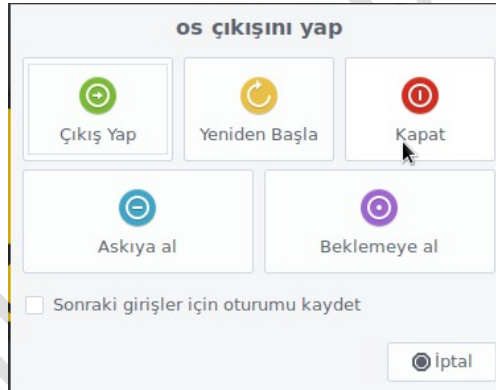 os çıkışını yap
Çıkış Yap
Yeniden Başla
Kapat
Askıya al
Beklemeye al
Sonraki girişler için oturumu kaydet
İptal